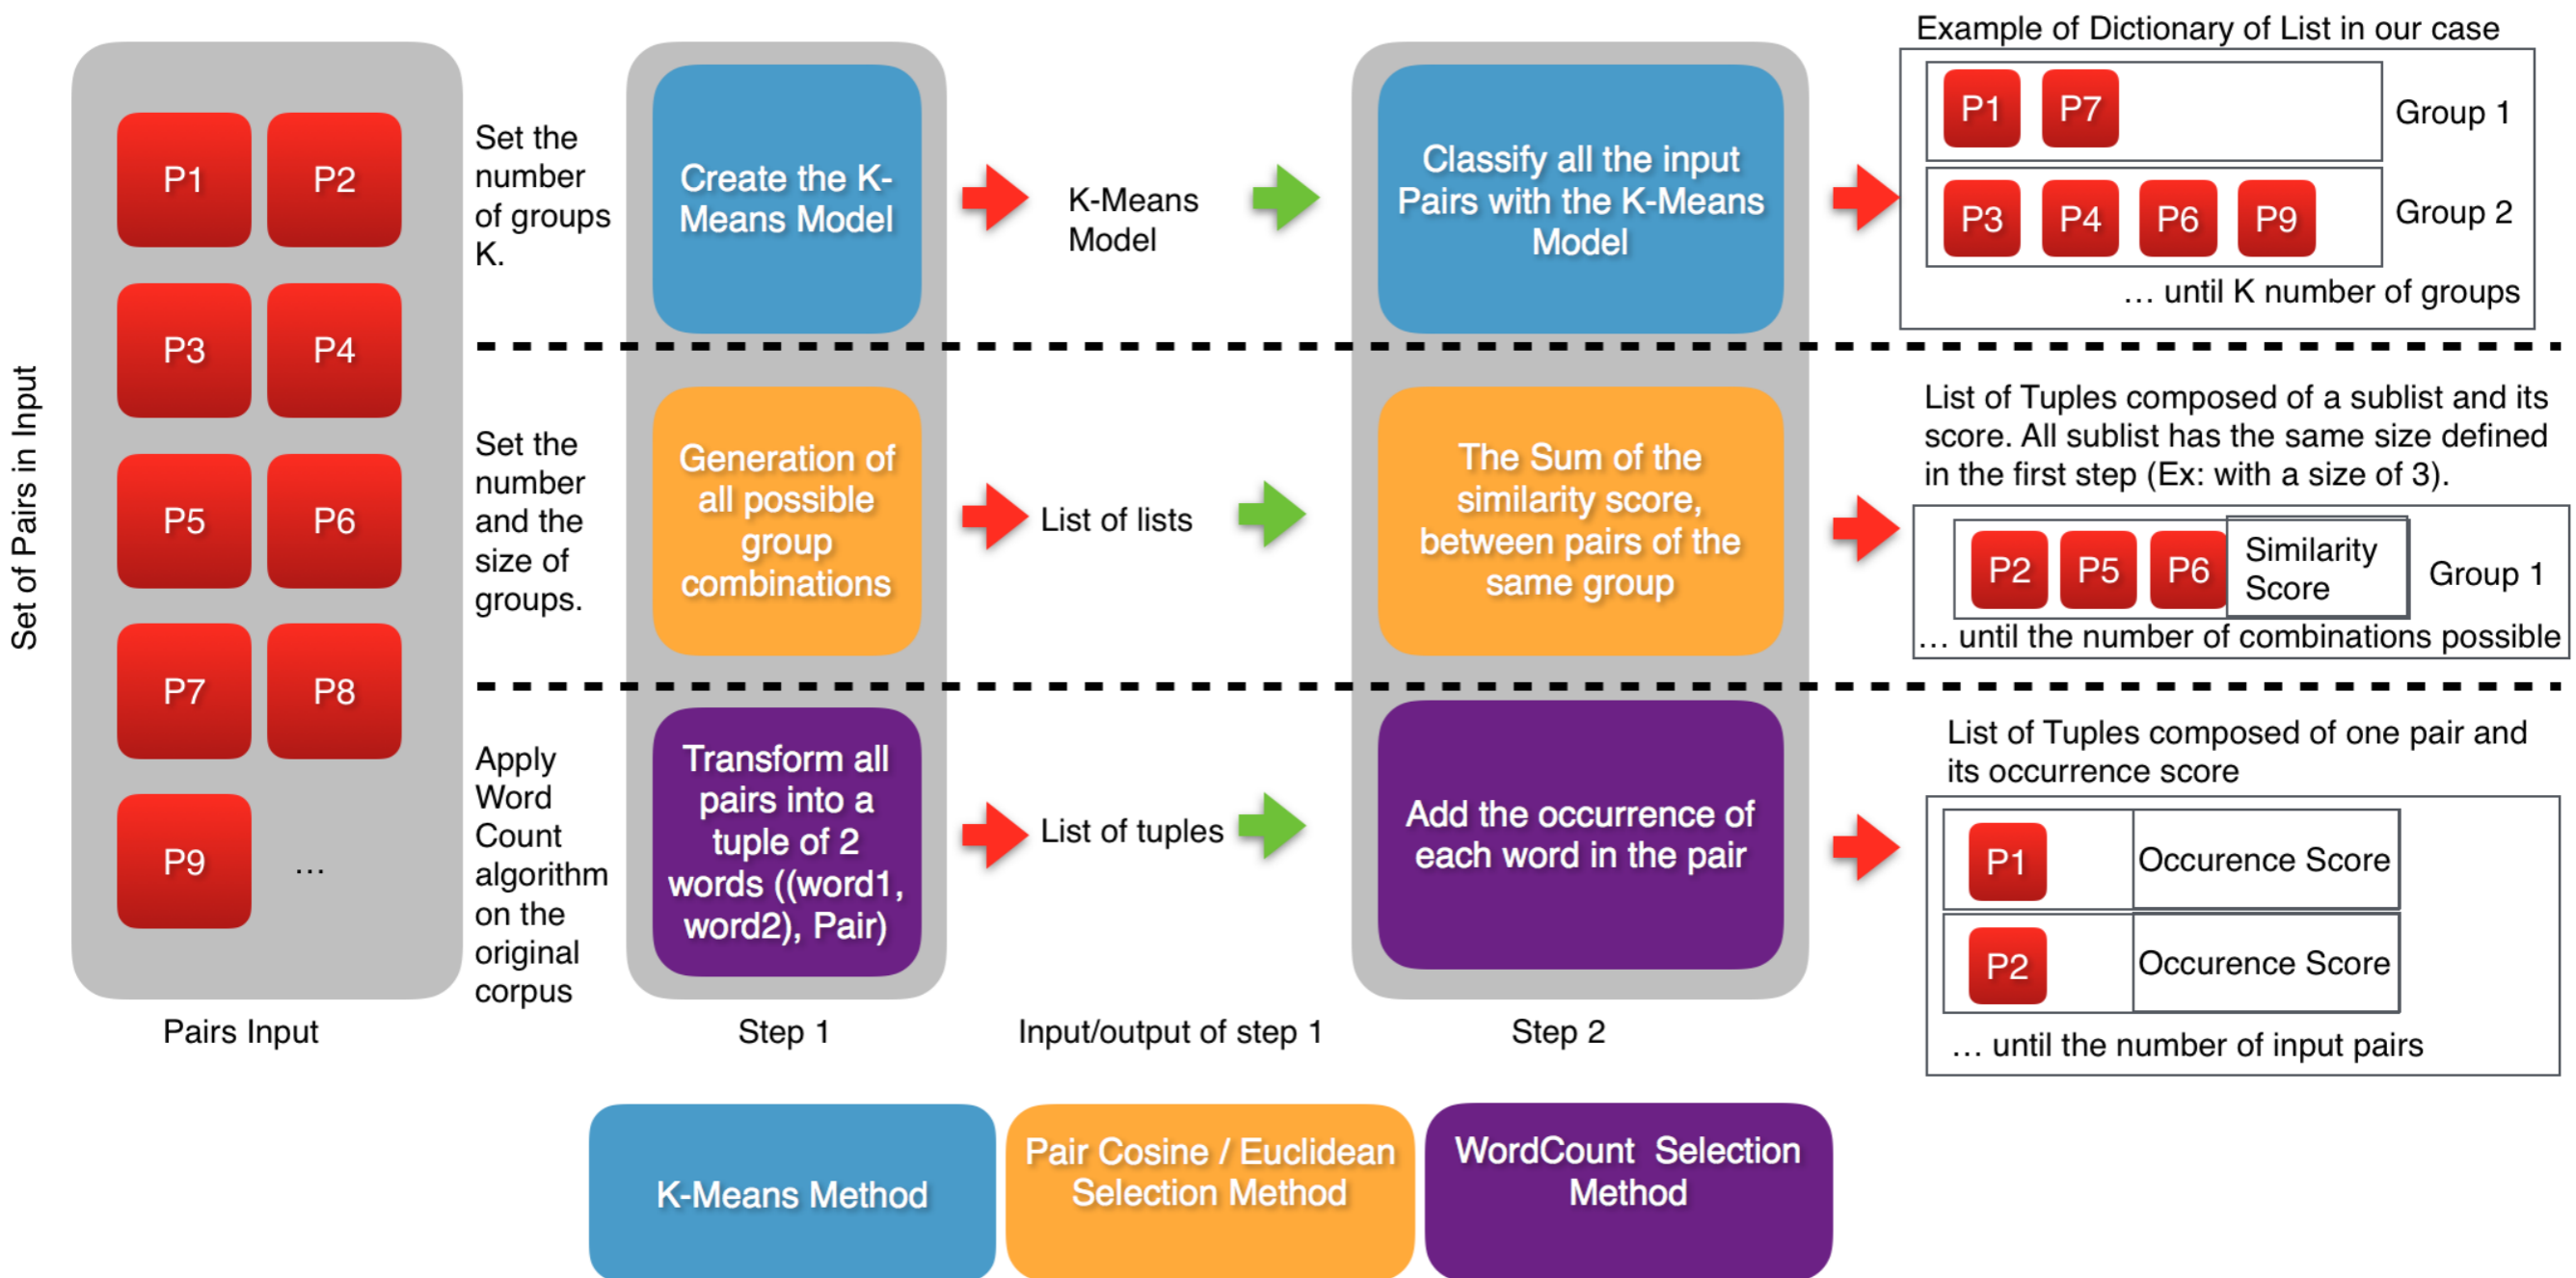 Set of Pairs in Input
P1
P2
P3
P4
P5
P6
P7
P8
P9
...
Pairs Input
Set the
number
of groups
K.
Create the K-
Means Model
K-Means
Model
Classify all the input
Pairs with the K-Means
Model
Example of Dictionary of List in our case
P1
P7
Group 1
P3
P4
P6
P9
Group 2
... until K number of groups
Set the
number
and the
size of
groups.
Generation of
all possible
group
combinations
List of lists
The Sum of the
similarity score,
between pairs of the
same group
List of Tuples composed of a sublist and its
score. All sublist has the same size defined
in the first step (Ex: with a size of 3).
P2
P5
P6
Similarity
Score
Group 1
... until the number of combinations possible
Apply
Word
Count
algorithm
on the
original
corpus
Transform all
pairs into a
tuple of 2
words ((word1,
word2), Pair)
List of tuples
Add the occurrence of
each word in the pair
List of Tuples composed of one pair and
its occurrence score
P1
Occurence Score
P2
Occurence Score
... until the number of input pairs
Step 1
Input/output of step 1
Step 2
K-Means Method
Pair Cosine / Euclidean
Selection Method
WordCount Selection
Method